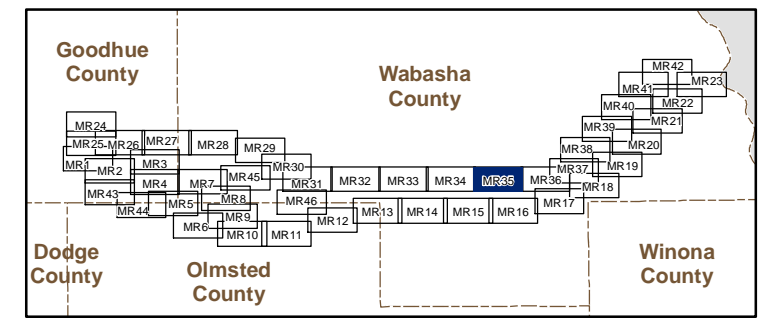 Goodhue
County
Wabasha
County
MR42
MR41
MR23
MR40
MR22
MR39
MR21
MR24
MR25
MR26
MR27
MR28
MR29
MR38
MR20
MR1
MR2
MR3
MR30
MR37
MR19
MR43
MR4
MR7
MR45
MR31
MR32
MR33
MR34
MR35
MR36
MR18
MR44
MR5
MR8
MR46
MR17
MR6
MR9
MR12
MR13
MR14
MR15
MR16
MR10
MR11
Dodge
County
Olmsted
County
Winona
County